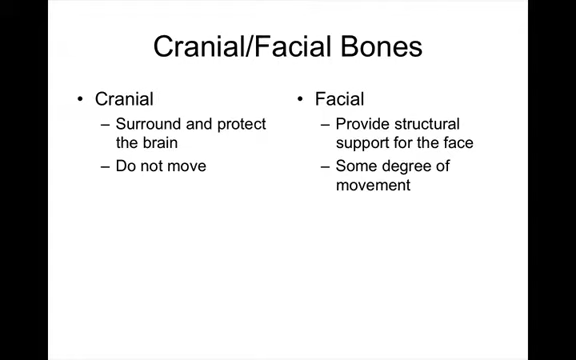 Cranial/Facial Bones
• Cranial
– Surround and protect
the brain
– Do not move
• Facial
– Provide structural
support for the face
– Some degree of
movement